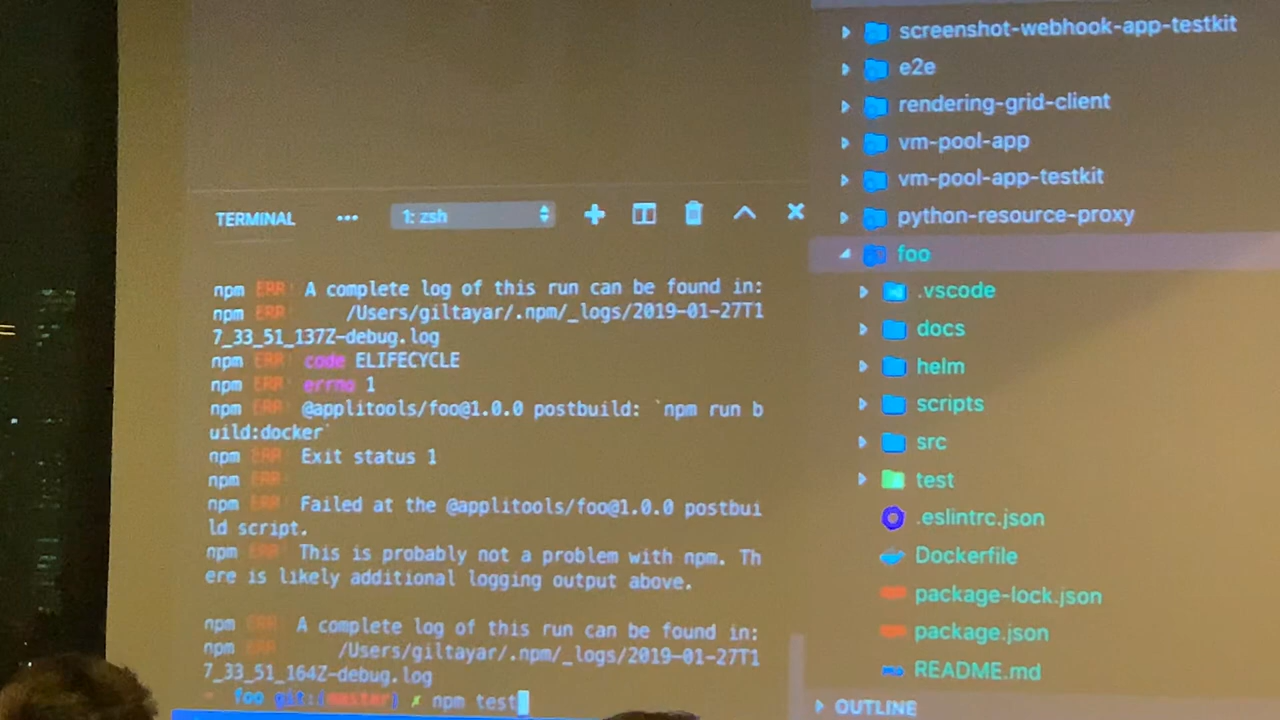 TERMINAL ••• 1: zsh
npm ERR! A complete log of this run can be found in:
npm ERR!     /Users/giltayar/.npm/_logs/2019-01-27T1
7_33_51_137Z-debug.log
npm ERR! code ELIFECYCLE
npm ERR! errno 1
npm ERR! @applitools/foo@1.0.0 postbuild: `npm run b
uild:docker`
npm ERR! Exit status 1
npm ERR!
npm ERR! Failed at the @applitools/foo@1.0.0 postbui
ld script.
npm ERR! This is probably not a problem with npm. Th
ere is likely additional logging output above.
npm ERR! A complete log of this run can be found in:
npm ERR!     /Users/giltayar/.npm/_logs/2019-01-27T1
7_33_51_164Z-debug.log
foo git:(master) ✗ npm test
screenshot-webhook-app-testkit
e2e
rendering-grid-client
vm-pool-app
vm-pool-app-testkit
python-resource-proxy
foo
.vscode
docs
helm
scripts
src
test
.eslintrc.json
Dockerfile
package-lock.json
package.json
README.md
OUTLINE